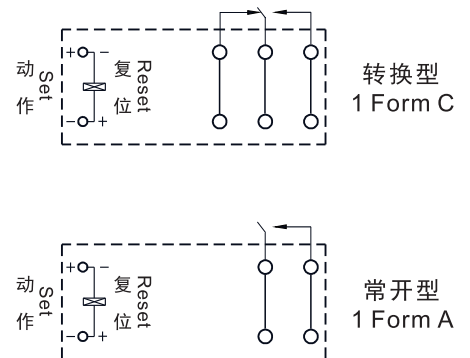 + −
动作
Set
复位
Reset
− +
转换型
1 Form C
+ −
动作
Set
复位
Reset
− +
常开型
1 Form A